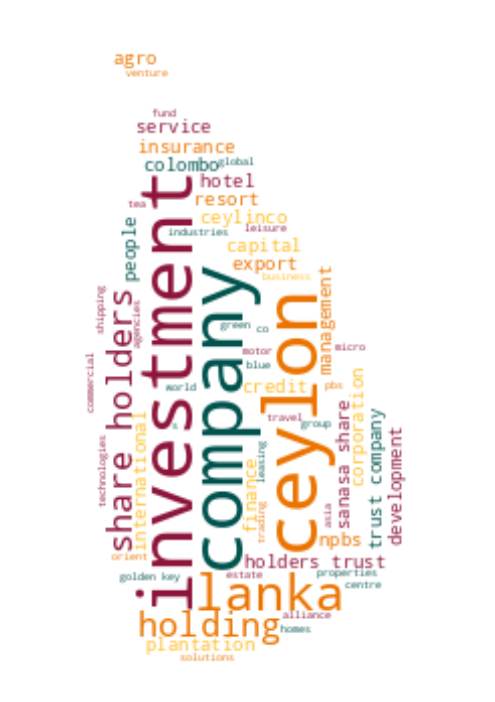 agro
venture
fund
service
insurance
colombo
global
hotel
tea
resort
ceylinco
people
industries
leisure
capital
export
business
investment
company
ceylon
management
shipping
share holders
agencies
green
co
motor
micro
blue
commercial
world
credit
pbs
international
s
travel
group
corporation
sanasa share
trust company
development
technologies
finance
leasing
trading
asia
npbs
orient
holders trust
golden key
estate
properties
centre
lanka
holding
alliance
homes
plantation
solutions